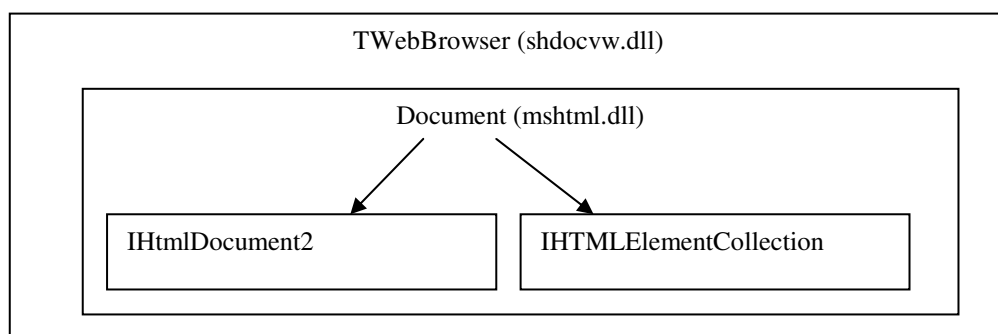 TWebBrowser (shdocvw.dll)
Document (mshtml.dll)
IHtmlDocument2
IHTMLElementCollection